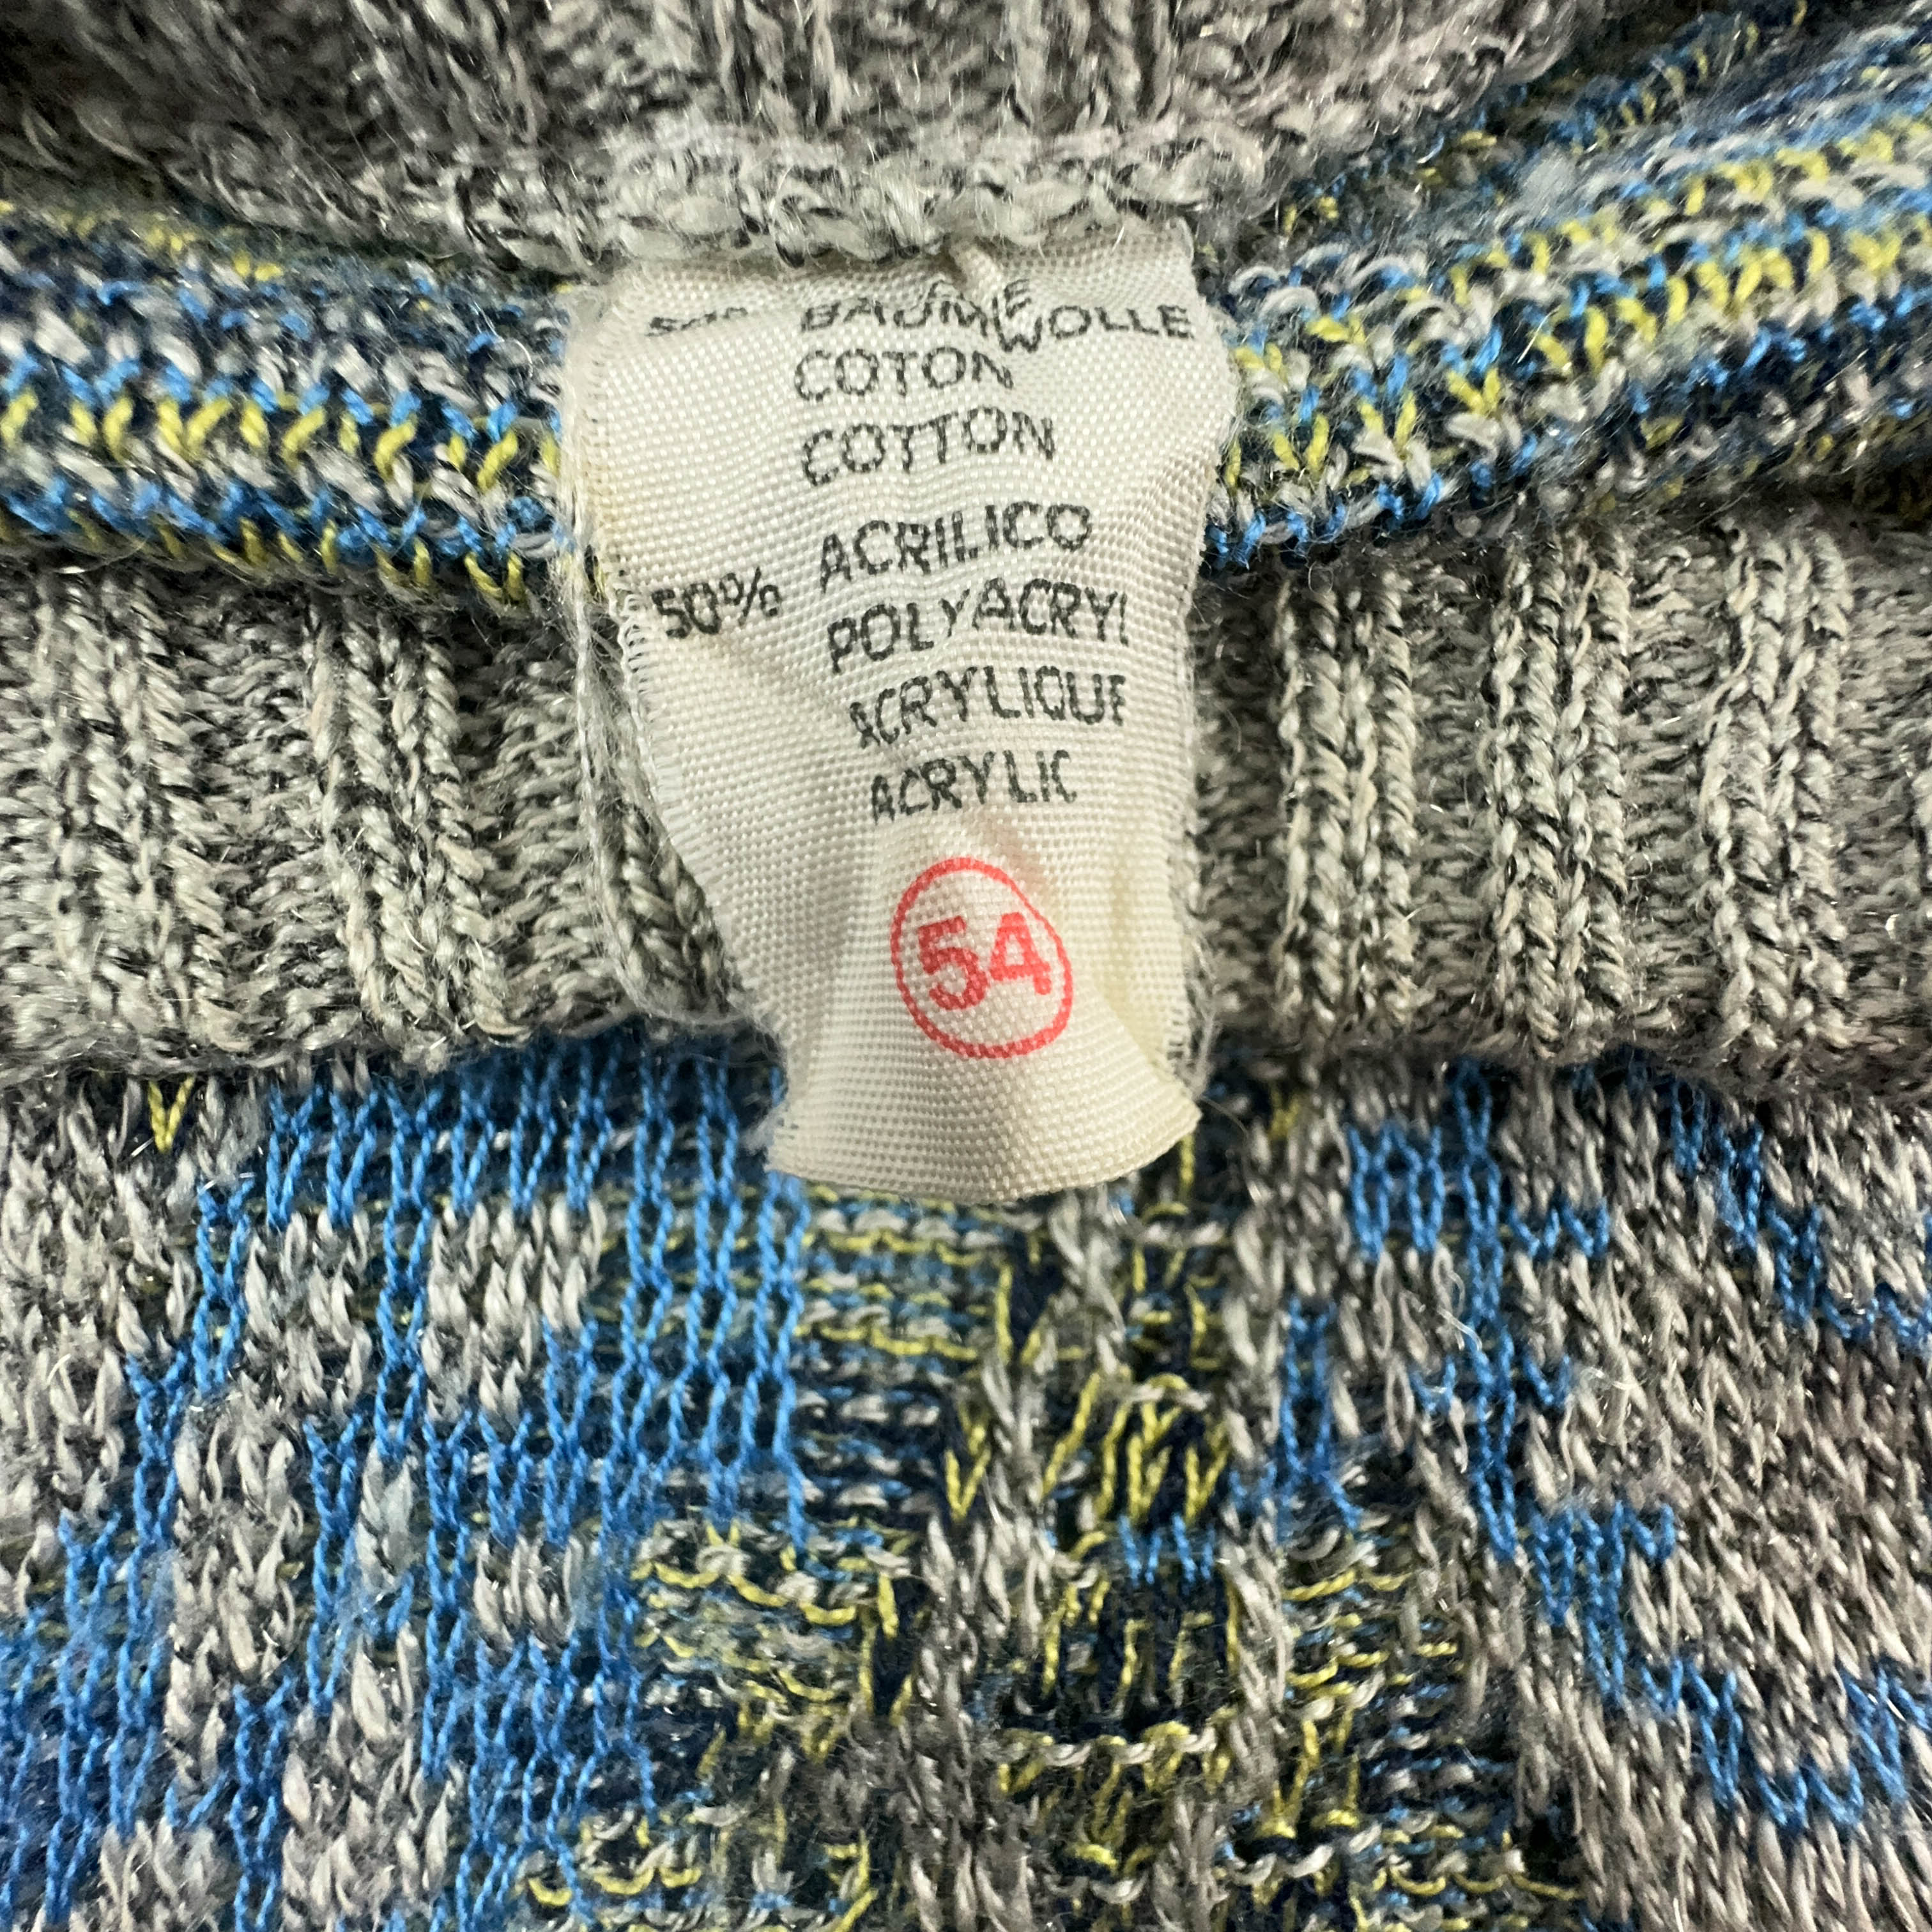 BAUMWOLLE
COTON
COTTON
ACRILICO
50% POLYACRYL
ACRYLIQUE
ACRYLIC
54